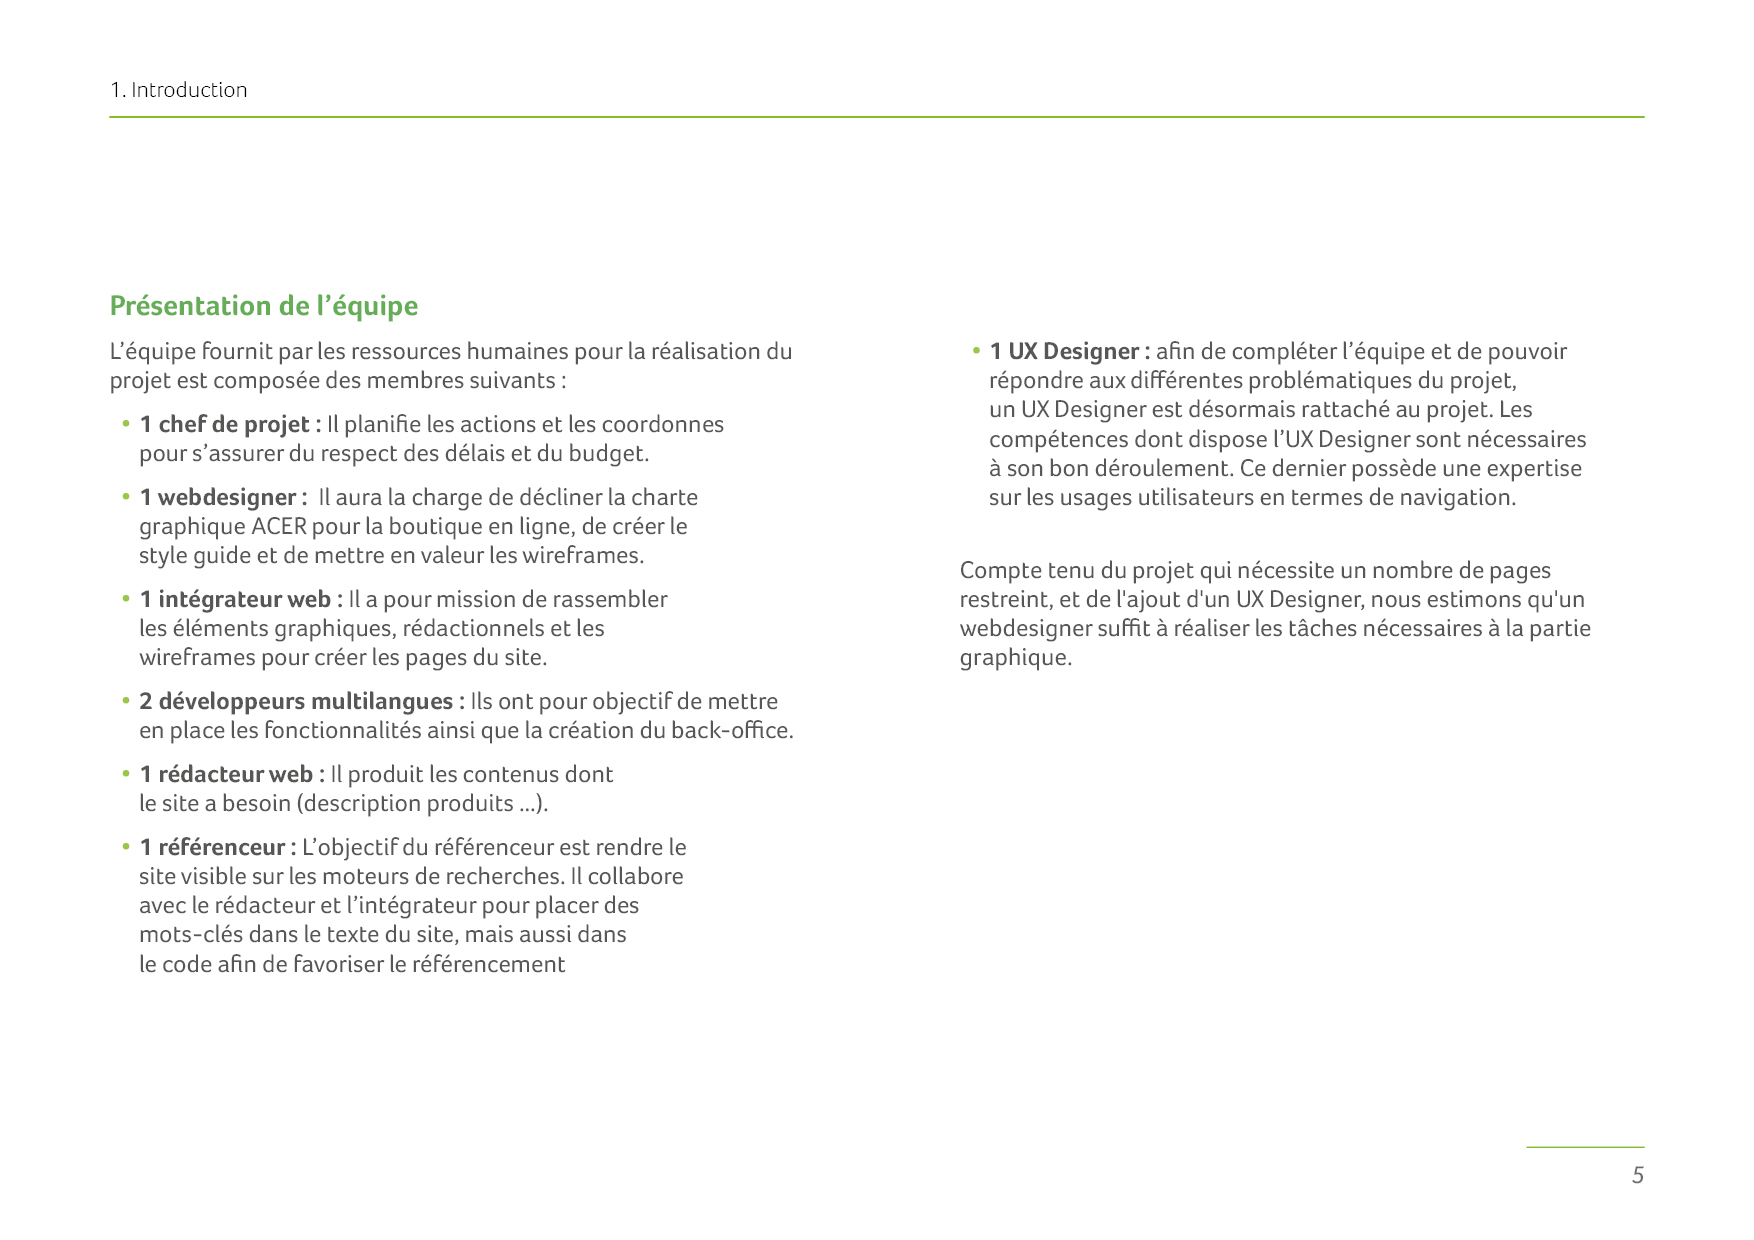 1. Introduction
Présentation de l’équipe
L’équipe fournit par les ressources humaines pour la réalisation du
projet est composée des membres suivants :
• 1 chef de projet : Il planifie les actions et les coordonnes
pour s’assurer du respect des délais et du budget.
• 1 webdesigner :  Il aura la charge de décliner la charte
graphique ACER pour la boutique en ligne, de créer le
style guide et de mettre en valeur les wireframes.
• 1 intégrateur web : Il a pour mission de rassembler
les éléments graphiques, rédactionnels et les
wireframes pour créer les pages du site.
• 2 développeurs multilangues : Ils ont pour objectif de mettre
en place les fonctionnalités ainsi que la création du back-office.
• 1 rédacteur web : Il produit les contenus dont
le site a besoin (description produits ...).
• 1 référenceur : L’objectif du référenceur est rendre le
site visible sur les moteurs de recherches. Il collabore
avec le rédacteur et l’intégrateur pour placer des
mots-clés dans le texte du site, mais aussi dans
le code afin de favoriser le référencement
• 1 UX Designer : afin de compléter l’équipe et de pouvoir
répondre aux différentes problématiques du projet,
un UX Designer est désormais rattaché au projet. Les
compétences dont dispose l’UX Designer sont nécessaires
à son bon déroulement. Ce dernier possède une expertise
sur les usages utilisateurs en termes de navigation.
Compte tenu du projet qui nécessite un nombre de pages
restreint, et de l'ajout d'un UX Designer, nous estimons qu'un
webdesigner suffit à réaliser les tâches nécessaires à la partie
graphique.
5